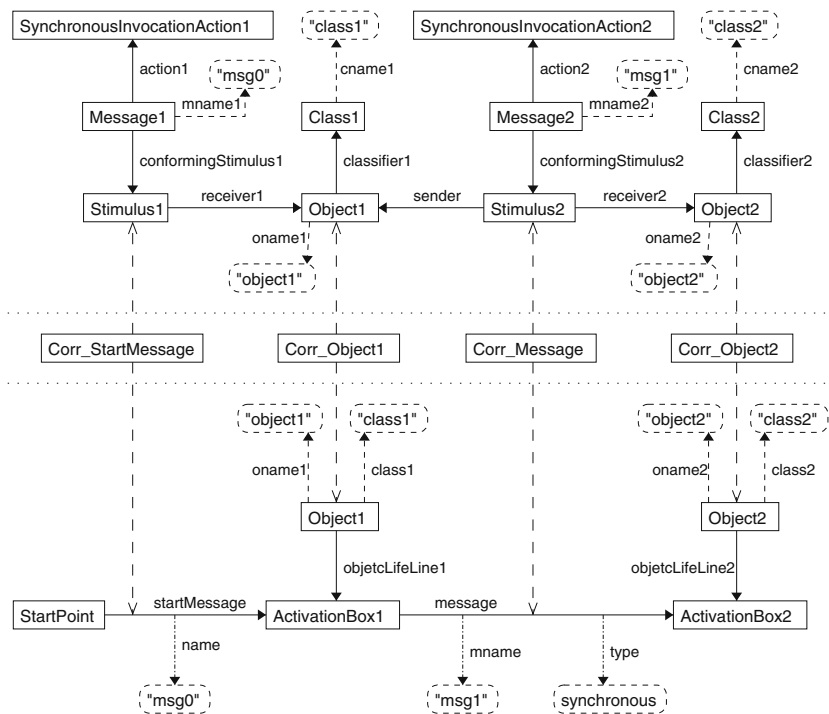 SynchronousInvocationAction1
"class1"
SynchronousInvocationAction2
"class2"
action1
"msg0"
cname1
action2
"msg1"
cname2
mname1
mname2
Message1
Class1
Message2
Class2
conformingStimulus1
classifier1
conformingStimulus2
classifier2
Stimulus1
receiver1
Object1
sender
Stimulus2
receiver2
Object2
oname1
oname2
"object1"
"object2"
Corr_StartMessage
Corr_Object1
Corr_Message
Corr_Object2
"object1"
"class1"
"object2"
"class2"
oname1
class1
oname2
class2
Object1
Object2
objetcLifeLine1
objetcLifeLine2
StartPoint
startMessage
ActivationBox1
message
ActivationBox2
name
mname
type
"msg0"
"msg1"
synchronous